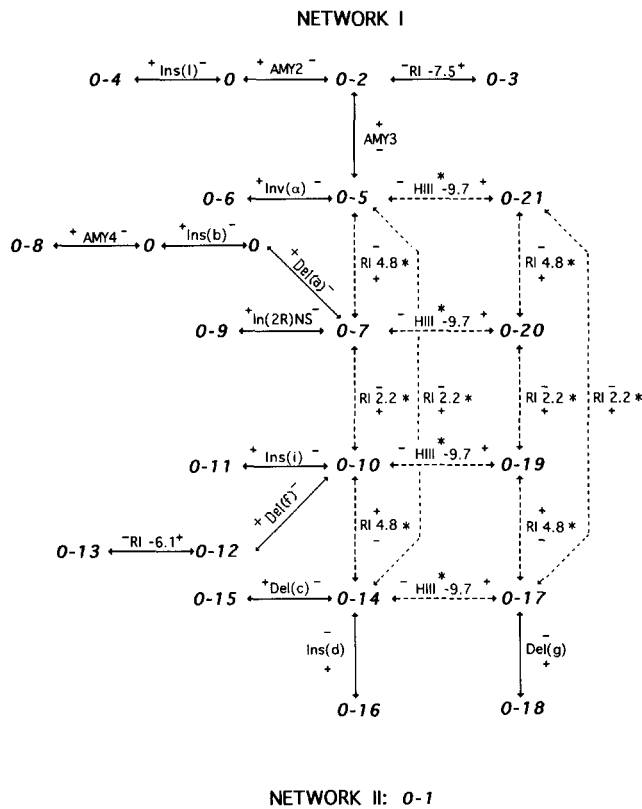 NETWORK I
0-4 + Ins(l) - 0 + AMY2 - 0-2 - RI -7.5 + 0-3
+
AMY3
-
0-6 + Inv(α) - 0-5 - HIII * -9.7 + 0-21
0-8 + AMY4 - 0 + Ins(b) - 0
+ Del(a) -
- RI 4.8 * +
- RI 4.8 * +
0-9 + In(2R)NS - 0-7 - HIII * -9.7 + 0-20
RI - 2.2 * +
RI - 2.2 * +
RI - 2.2 * +
RI - 2.2 * +
0-11 + Ins(i) - 0-10 - HIII * -9.7 + 0-19
+ Del(f) -
+ RI 4.8 * -
+ RI 4.8 * -
0-13 - RI -6.1 + 0-12
0-15 + Del(c) - 0-14 - HIII * -9.7 + 0-17
-
Ins(d)
+
-
Del(g)
+
0-16 0-18
NETWORK II: 0-1